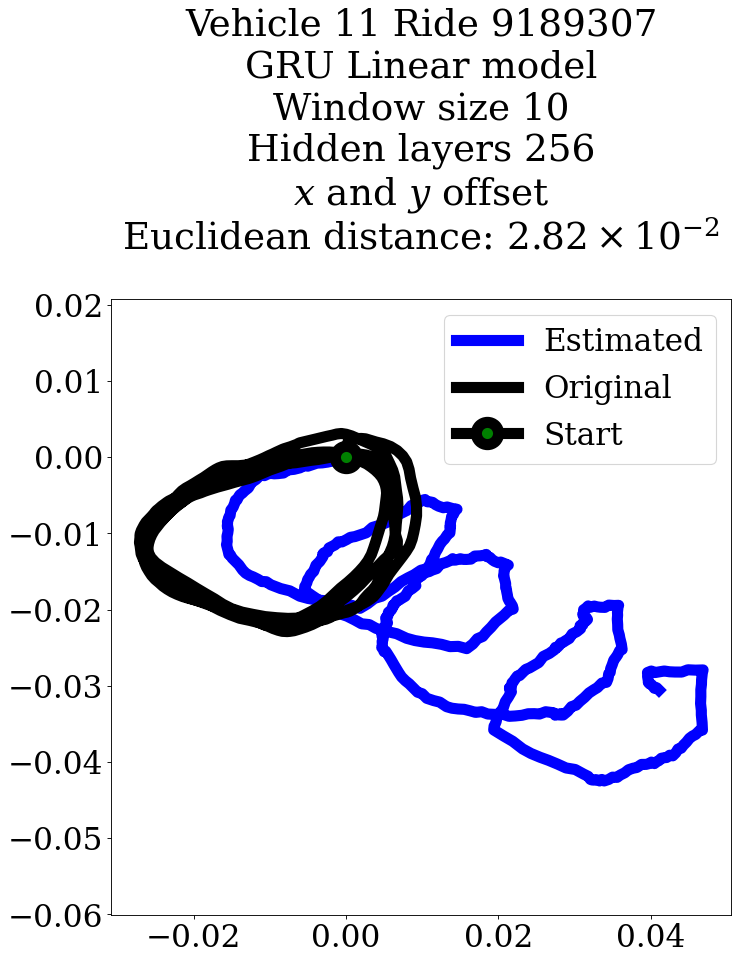 Vehicle 11 Ride 9189307
GRU Linear model
Window size 10
Hidden layers 256
x and y offset
Euclidean distance: 2.82 × 10⁻²
Estimated
Original
Start
0.02
0.01
0.00
−0.01
−0.02
−0.03
−0.04
−0.05
−0.06
−0.02 0.00 0.02 0.04